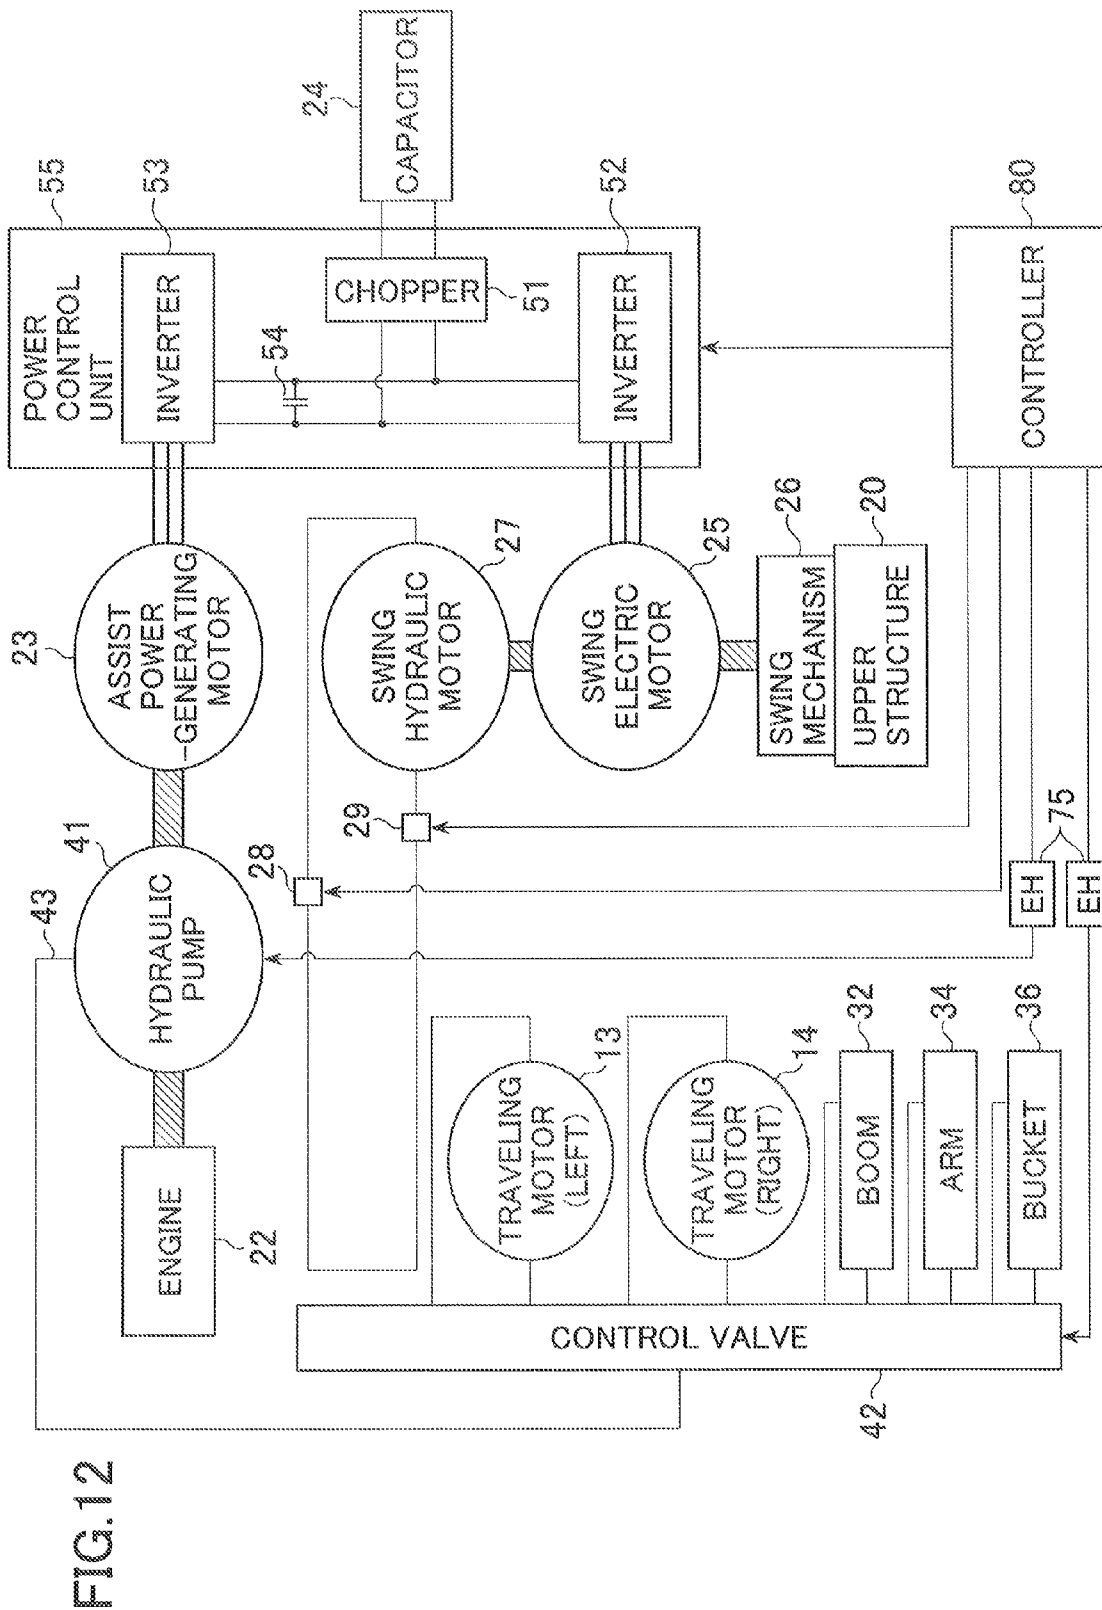 FIG.12
43
41
23
ENGINE
22
HYDRAULIC
PUMP
ASSIST
POWER
-GENERATING
MOTOR
POWER
CONTROL
UNIT
55
INVERTER
53
54
CHOPPER
51
CAPACITOR
24
INVERTER
52
28
29
SWING
HYDRAULIC
MOTOR
27
SWING
ELECTRIC
MOTOR
25
SWING
MECHANISM
26
UPPER
STRUCTURE
20
CONTROL VALVE
42
TRAVELING
MOTOR
(LEFT)
13
TRAVELING
MOTOR
(RIGHT)
14
BOOM
32
ARM
34
BUCKET
36
EH
EH
75
CONTROLLER
80